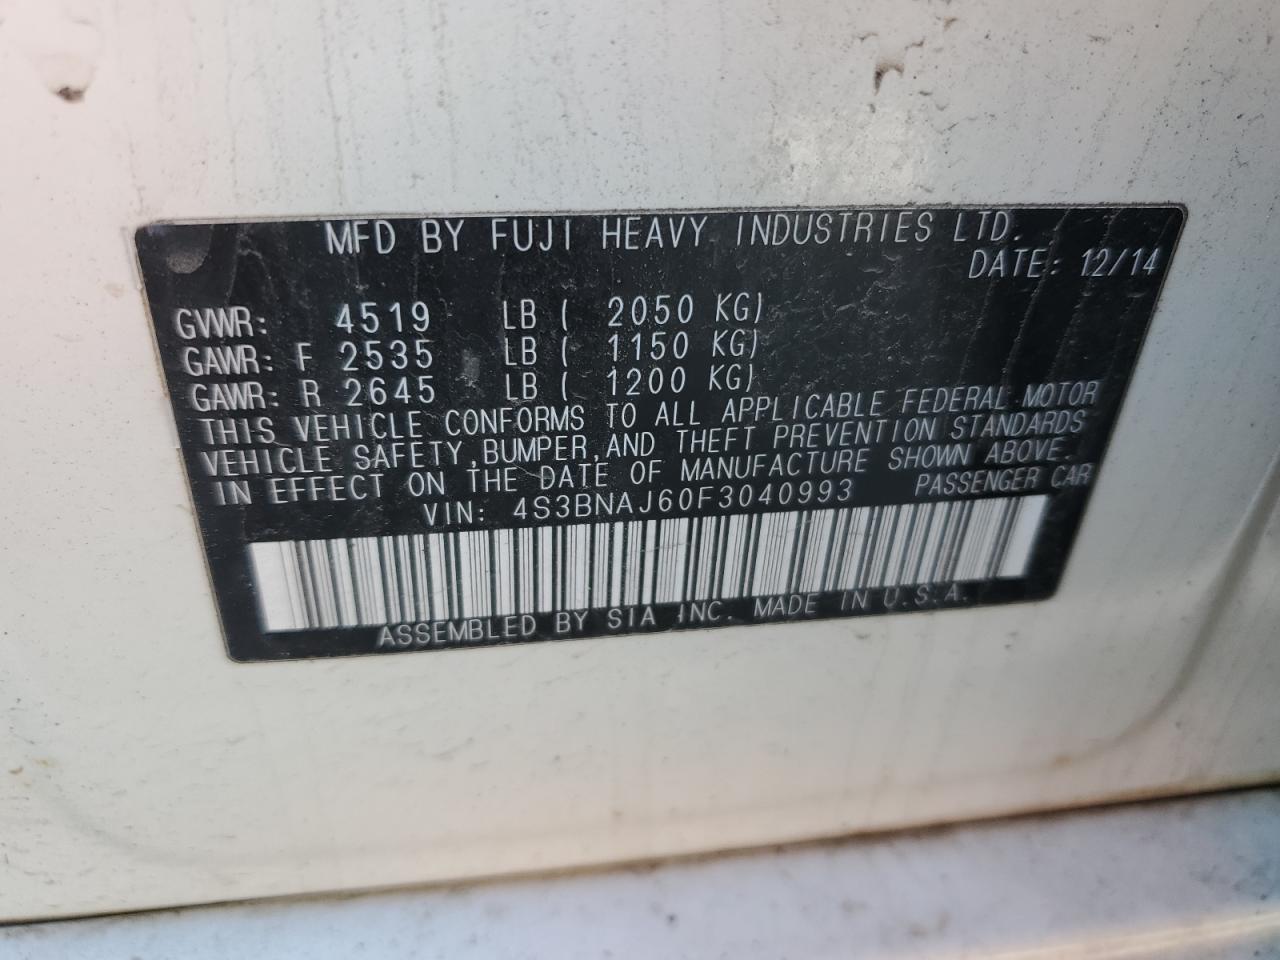 MFD BY FUJI HEAVY INDUSTRIES LTD.
DATE: 12/14
GVWR: 4519 LB ( 2050 KG)
GAWR: F 2535 LB ( 1150 KG)
GAWR: R 2645 LB ( 1200 KG)
THIS VEHICLE CONFORMS TO ALL APPLICABLE FEDERAL MOTOR
VEHICLE SAFETY,BUMPER,AND THEFT PREVENTION STANDARDS
IN EFFECT ON THE DATE OF MANUFACTURE SHOWN ABOVE.
VIN: 4S3BNAJ60F3040993 PASSENGER CAR
ASSEMBLED BY SIA INC. MADE IN U.S.A.